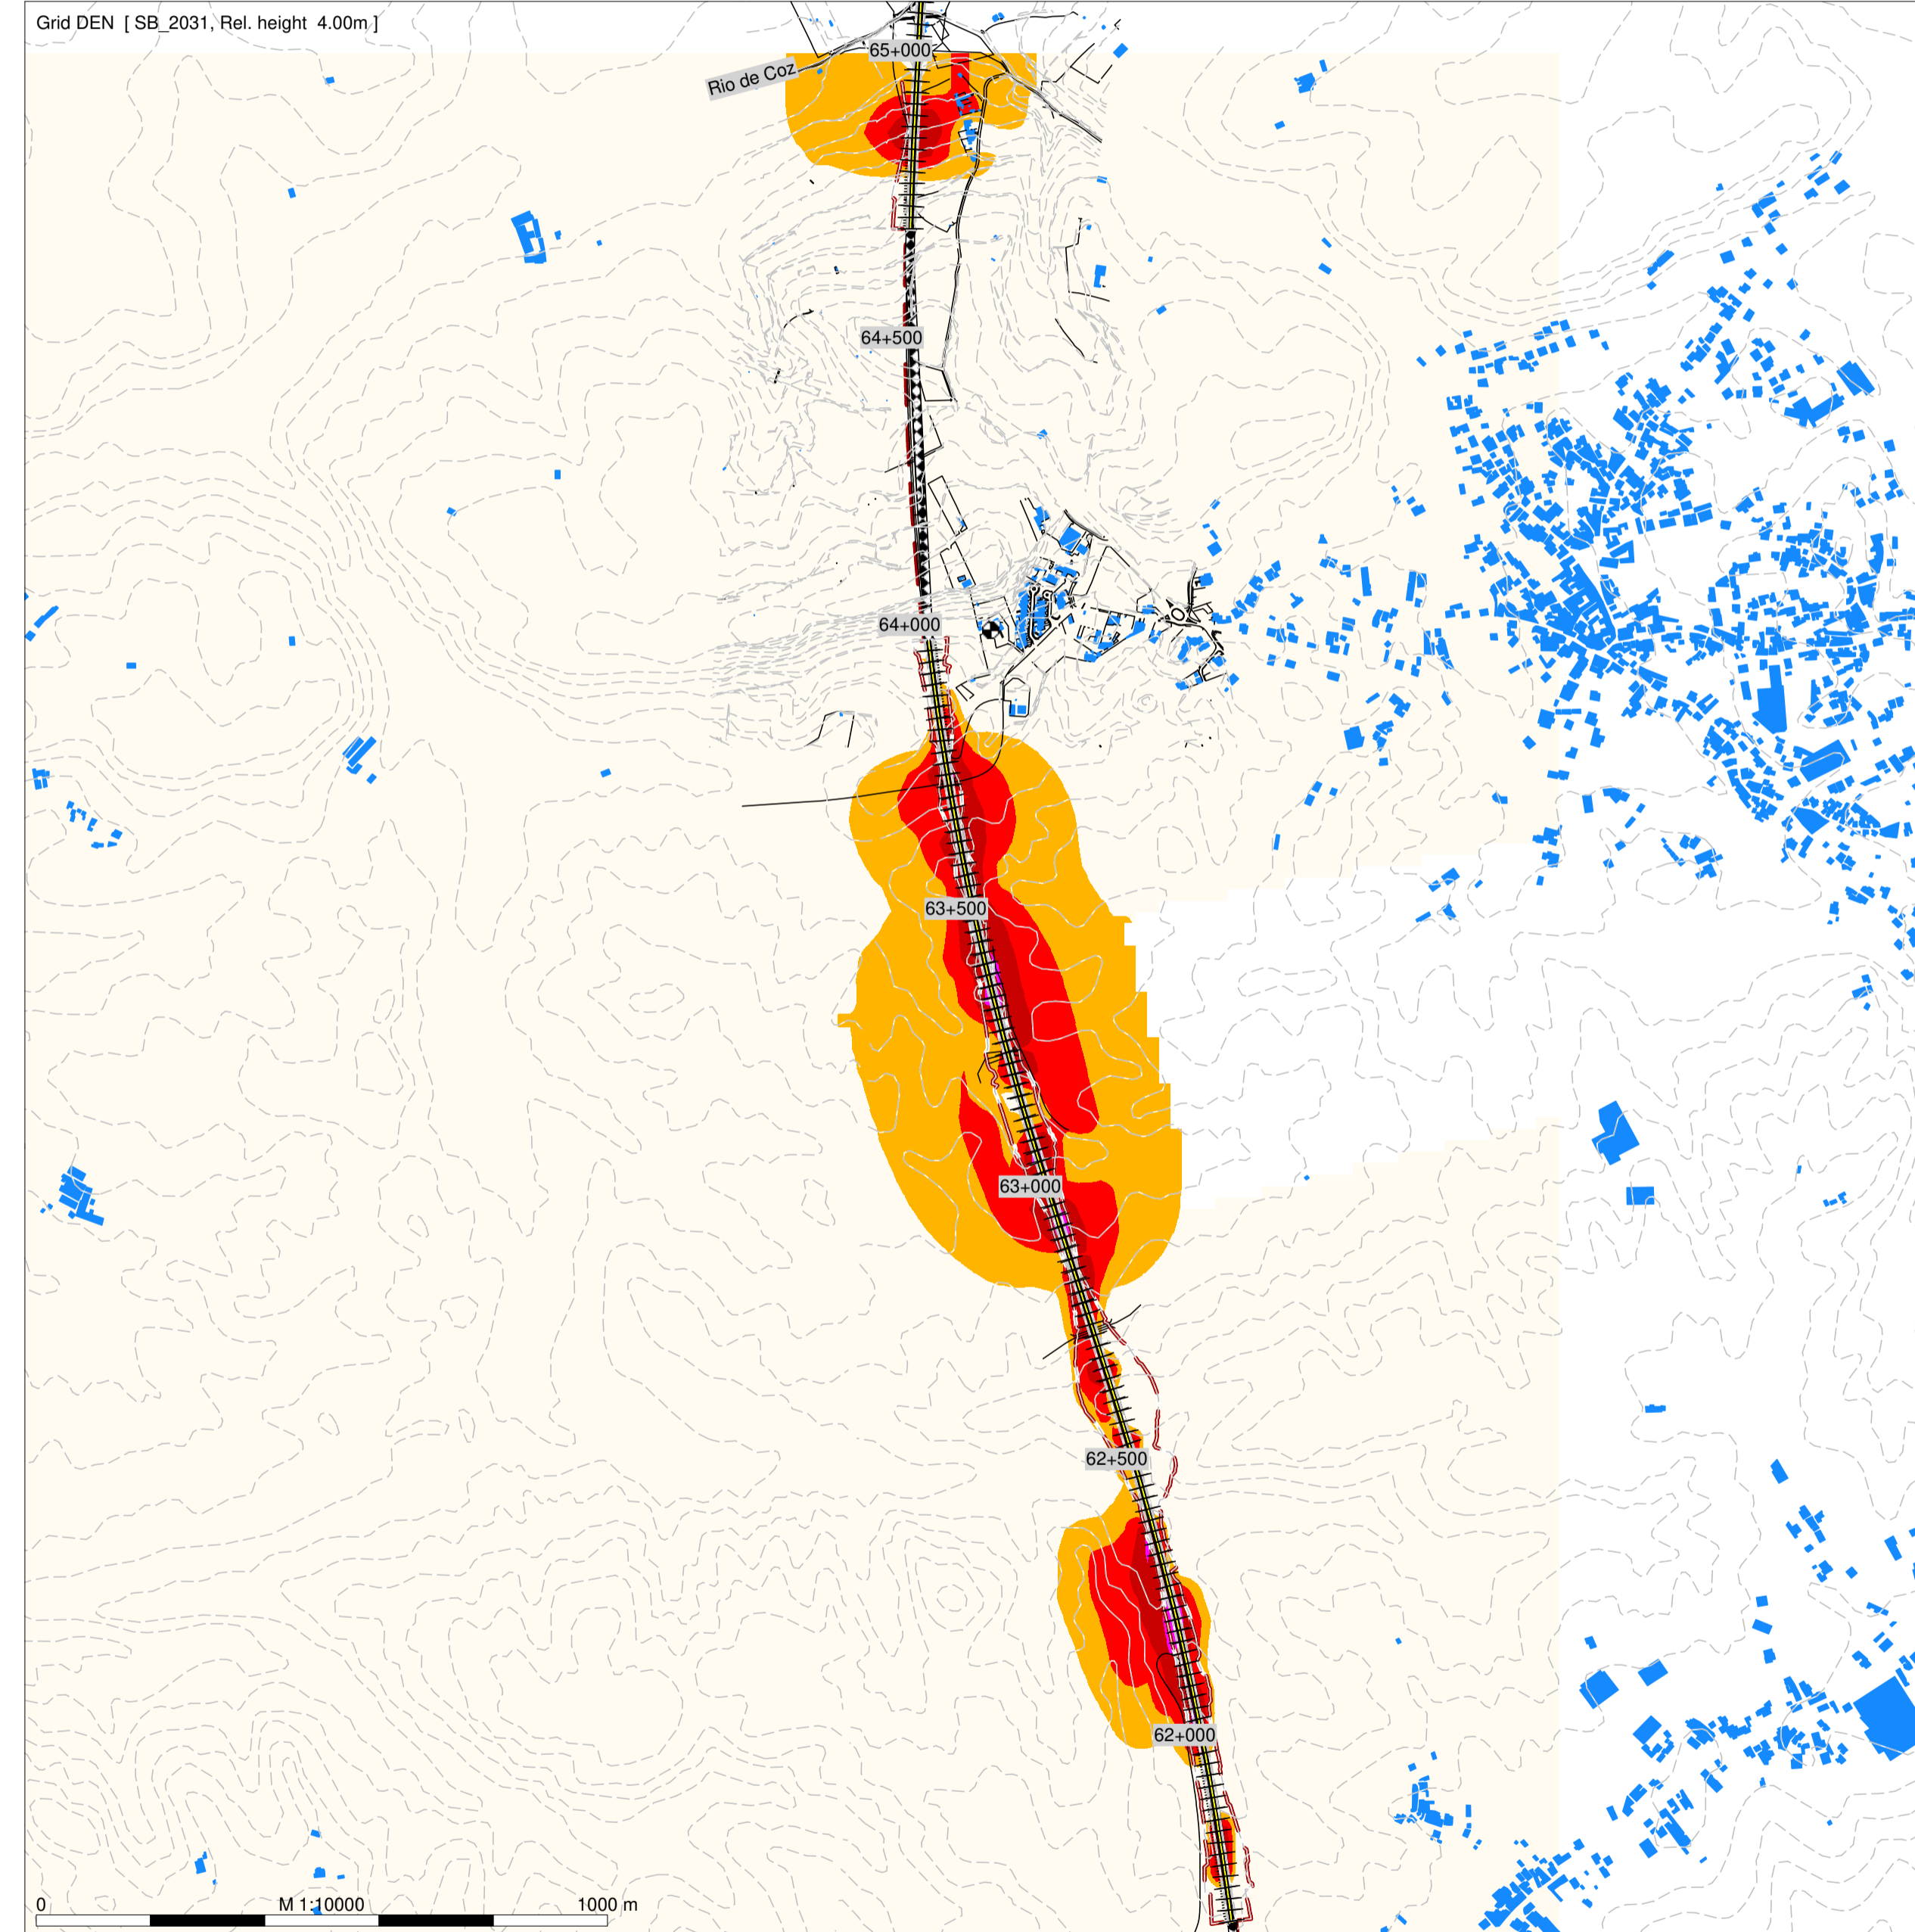 Grid DEN [ SB_2031, Rel. height 4.00m ]
65+000
Rio de Coz
64+500
64+000
63+500
63+000
62+500
62+000
0 M 1:10000 1000 m